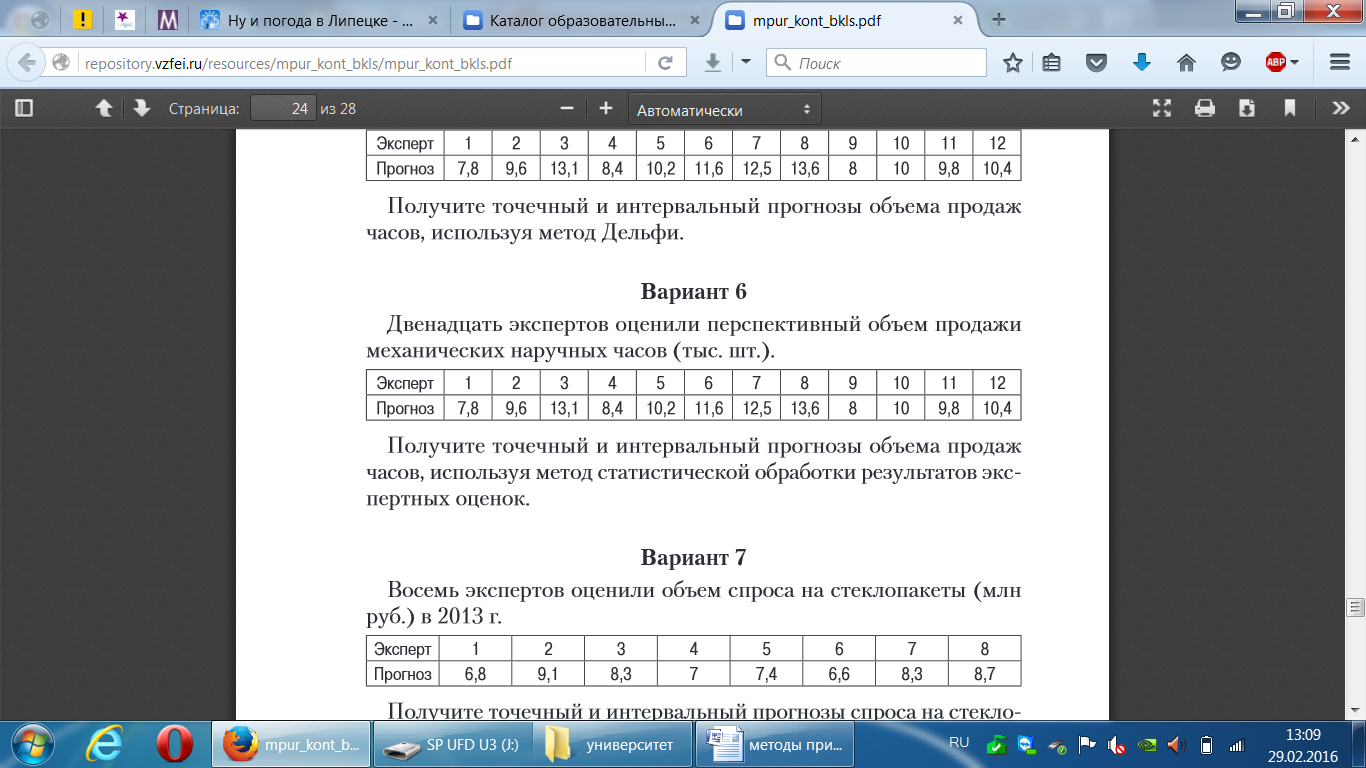 Ну и погода в Липецке - ...
Каталог образовательны...
mpur_kont_bkls.pdf
repository.vzfei.ru/resources/mpur_kont_bkls/mpur_kont_bkls.pdf
Поиск
ABP
Страница: 24 из 28
Автоматически
Эксперт 1 2 3 4 5 6 7 8 9 10 11 12
Прогноз 7,8 9,6 13,1 8,4 10,2 11,6 12,5 13,6 8 10 9,8 10,4
Получите точечный и интервальный прогнозы объема продаж
часов, используя метод Дельфи.
Вариант 6
Двенадцать экспертов оценили перспективный объем продажи
механических наручных часов (тыс. шт.).
Эксперт 1 2 3 4 5 6 7 8 9 10 11 12
Прогноз 7,8 9,6 13,1 8,4 10,2 11,6 12,5 13,6 8 10 9,8 10,4
Получите точечный и интервальный прогнозы объема продаж
часов, используя метод статистической обработки результатов экс-
пертных оценок.
Вариант 7
Восемь экспертов оценили объем спроса на стеклопакеты (млн
руб.) в 2013 г.
Эксперт 1 2 3 4 5 6 7 8
Прогноз 6,8 9,1 8,3 7 7,4 6,6 8,3 8,7
Получите точечный и интервальный прогнозы спроса на стекло-
mpur_kont_b...
SP UFD U3 (J:)
университет
методы при...
RU
13:09
29.02.2016